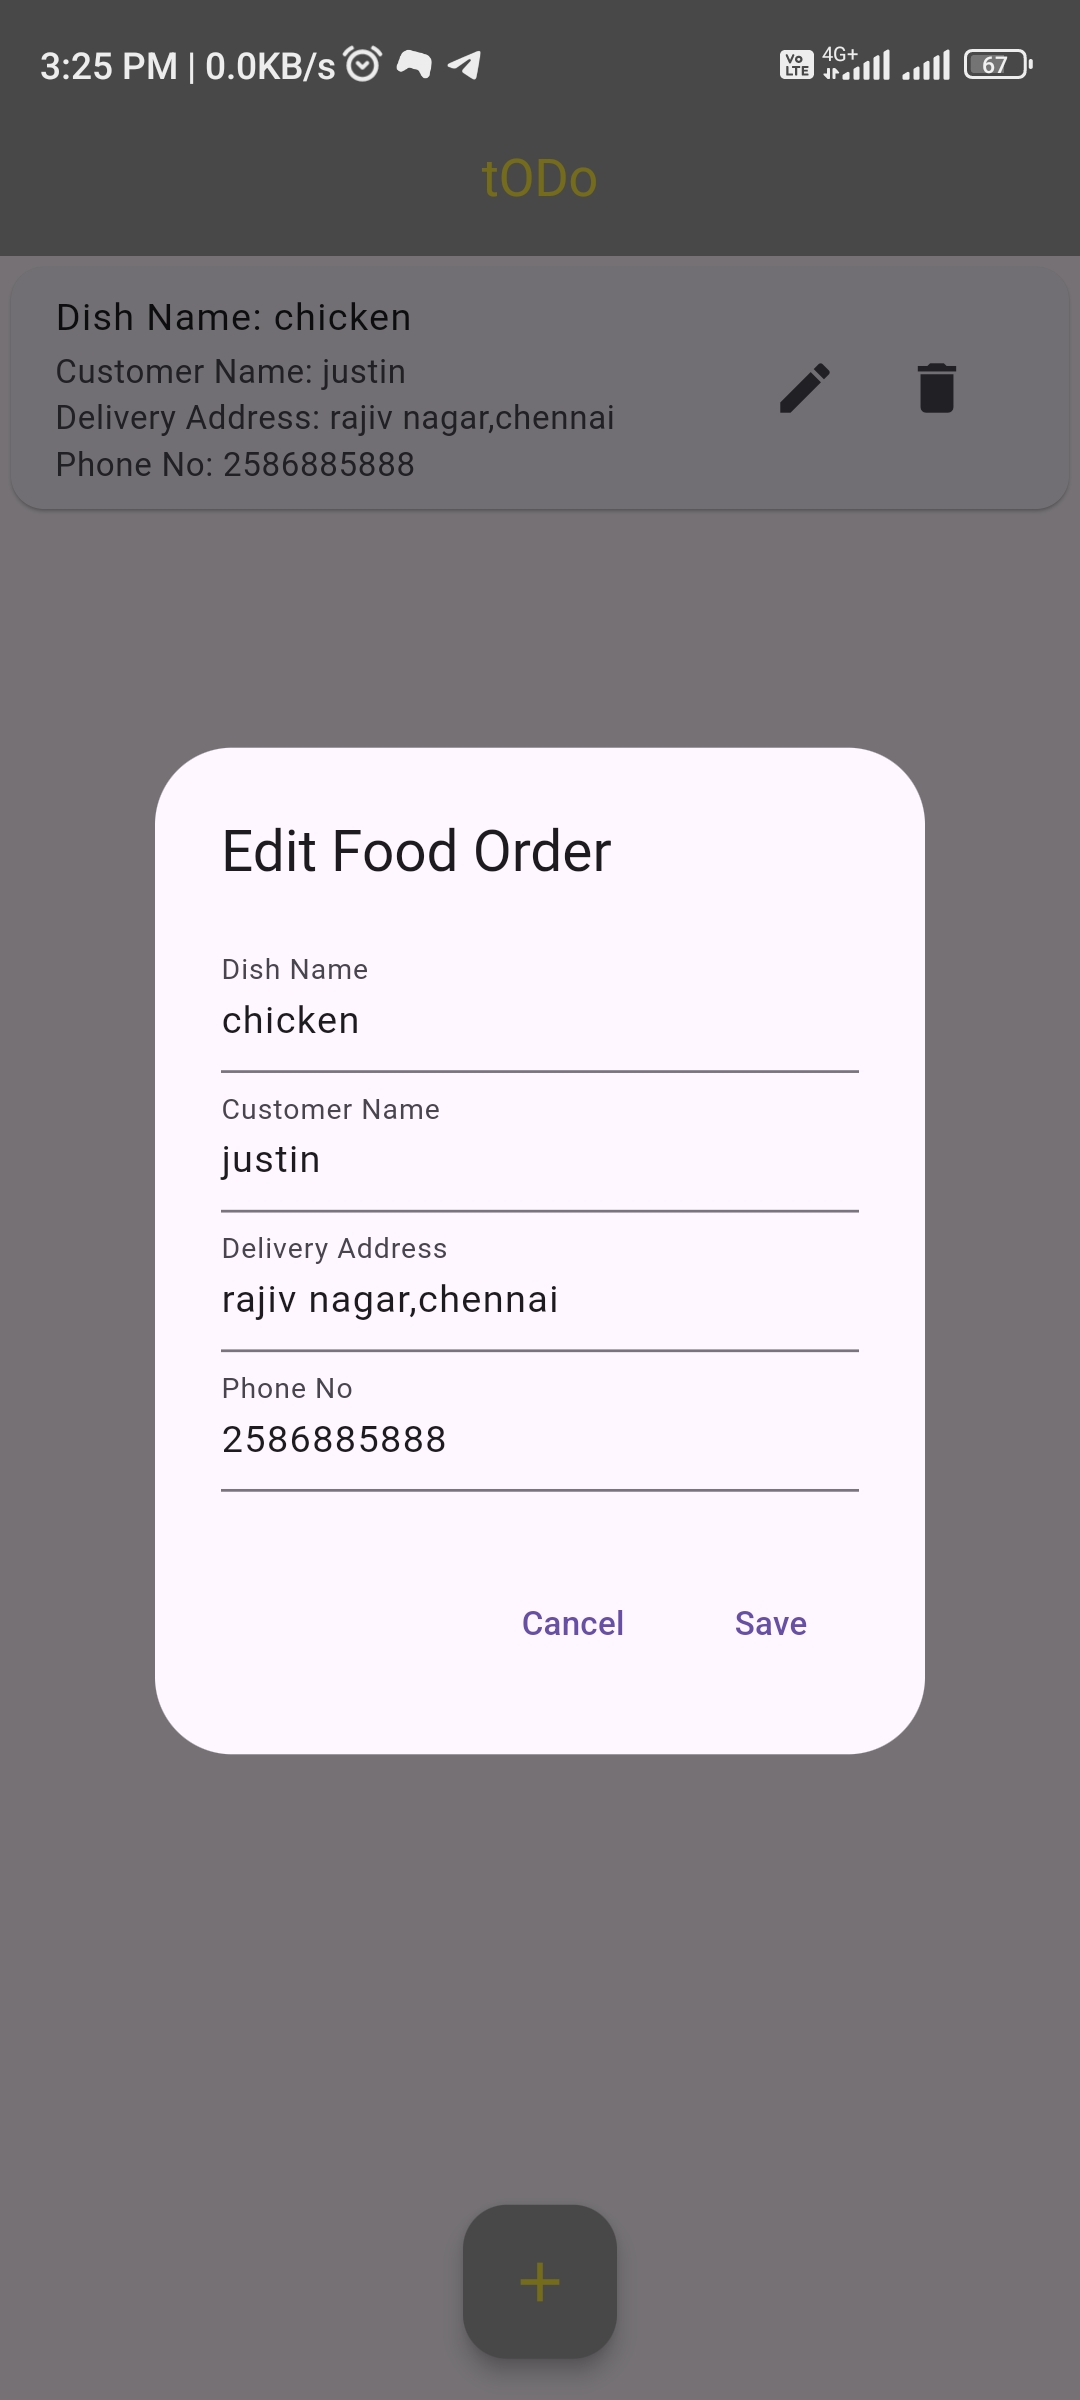 3:25 PM | 0.0KB/s Vo LTE 4G+ 67
tODo
Dish Name: chicken
Customer Name: justin
Delivery Address: rajiv nagar,chennai
Phone No: 2586885888
Edit Food Order
Dish Name
chicken
Customer Name
justin
Delivery Address
rajiv nagar,chennai
Phone No
2586885888
Cancel Save
+